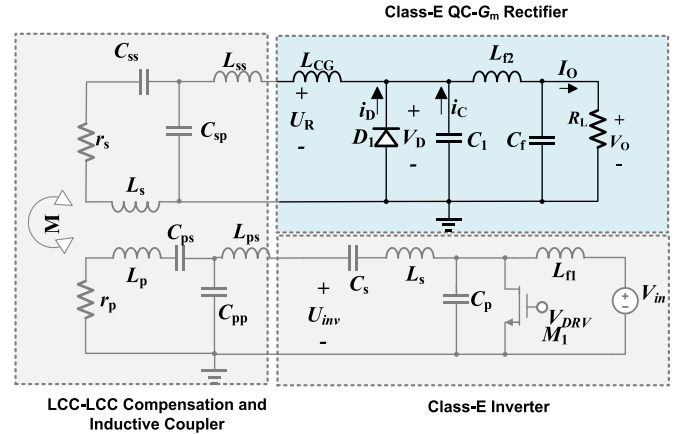 Class-E QC-Gm Rectifier
Css
Lss
LCG
Lf2
IO
+
UR
-
iD
+
VD
-
iC
RL
+
VO
-
rs
Csp
D1
C1
Cf
Ls
M
Cps
Lps
Lp
rp
Cpp
+
Uinv
-
Cs
Ls
Cp
Lf1
Vin
VDRV
M1
LCC-LCC Compensation and
Inductive Coupler
Class-E Inverter